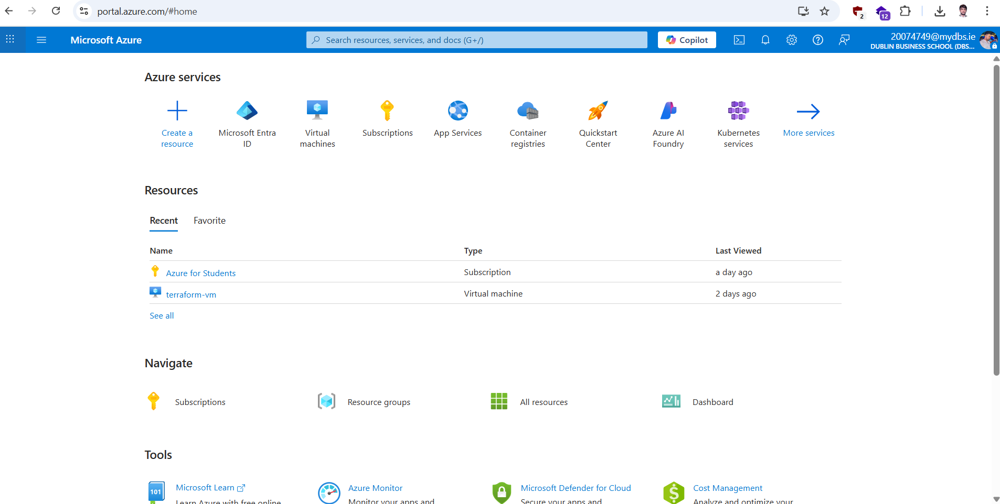 portal.azure.com/#home
2
12
Microsoft Azure
Search resources, services, and docs (G+/)
Copilot
20074749@mydbs.ie
DUBLIN BUSINESS SCHOOL (DBS...
Azure services
Create a resource
Microsoft Entra ID
Virtual machines
Subscriptions
App Services
Container registries
Quickstart Center
Azure AI Foundry
Kubernetes services
More services
Resources
Recent Favorite
Name Type Last Viewed
Azure for Students Subscription a day ago
terraform-vm Virtual machine 2 days ago
See all
Navigate
Subscriptions Resource groups All resources Dashboard
Tools
101
Microsoft Learn
Learn Azure with free online
Azure Monitor
Monitor your apps and
Microsoft Defender for Cloud
Secure your apps and
Cost Management
Analyze and optimize your